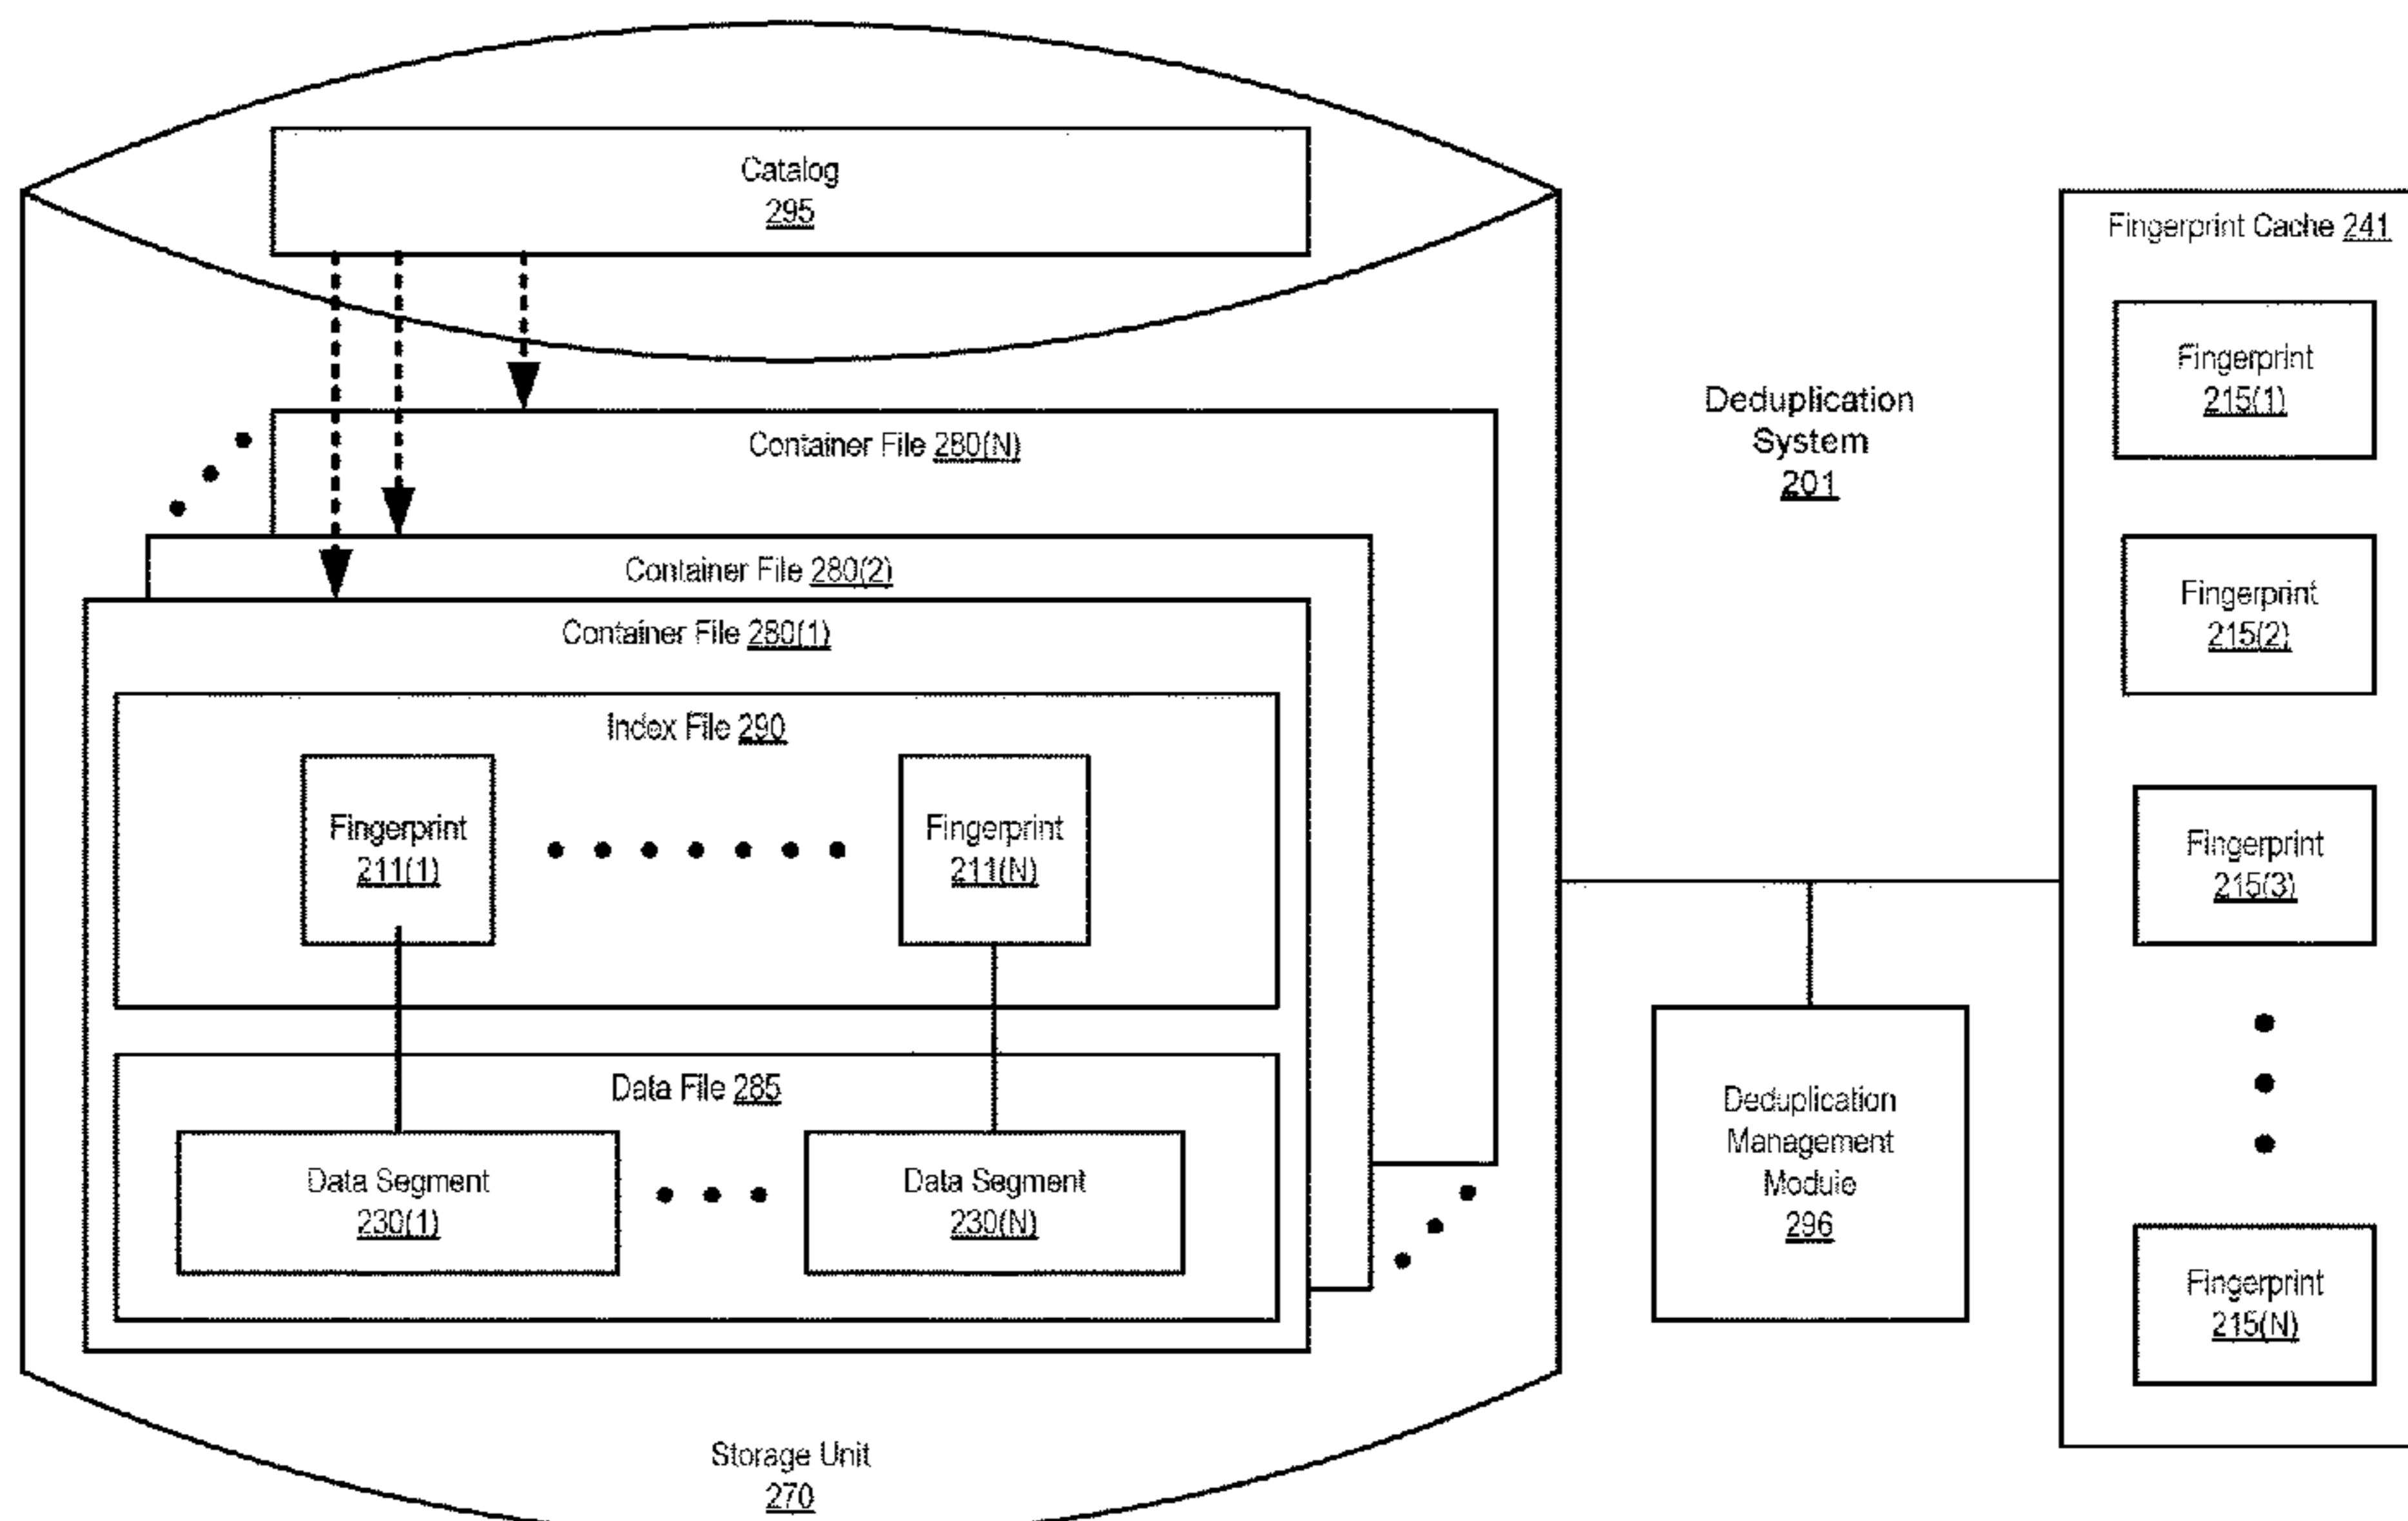 Catalog
295
Container File 280(N)
Container File 280(2)
Container File 280(1)
Index File 290
Fingerprint
211(1)
Fingerprint
211(N)
Data File 285
Data Segment
230(1)
Data Segment
230(N)
Storage Unit
270
Deduplication
System
201
Deduplication
Management
Module
296
Fingerprint Cache 241
Fingerprint
215(1)
Fingerprint
215(2)
Fingerprint
215(3)
Fingerprint
215(N)